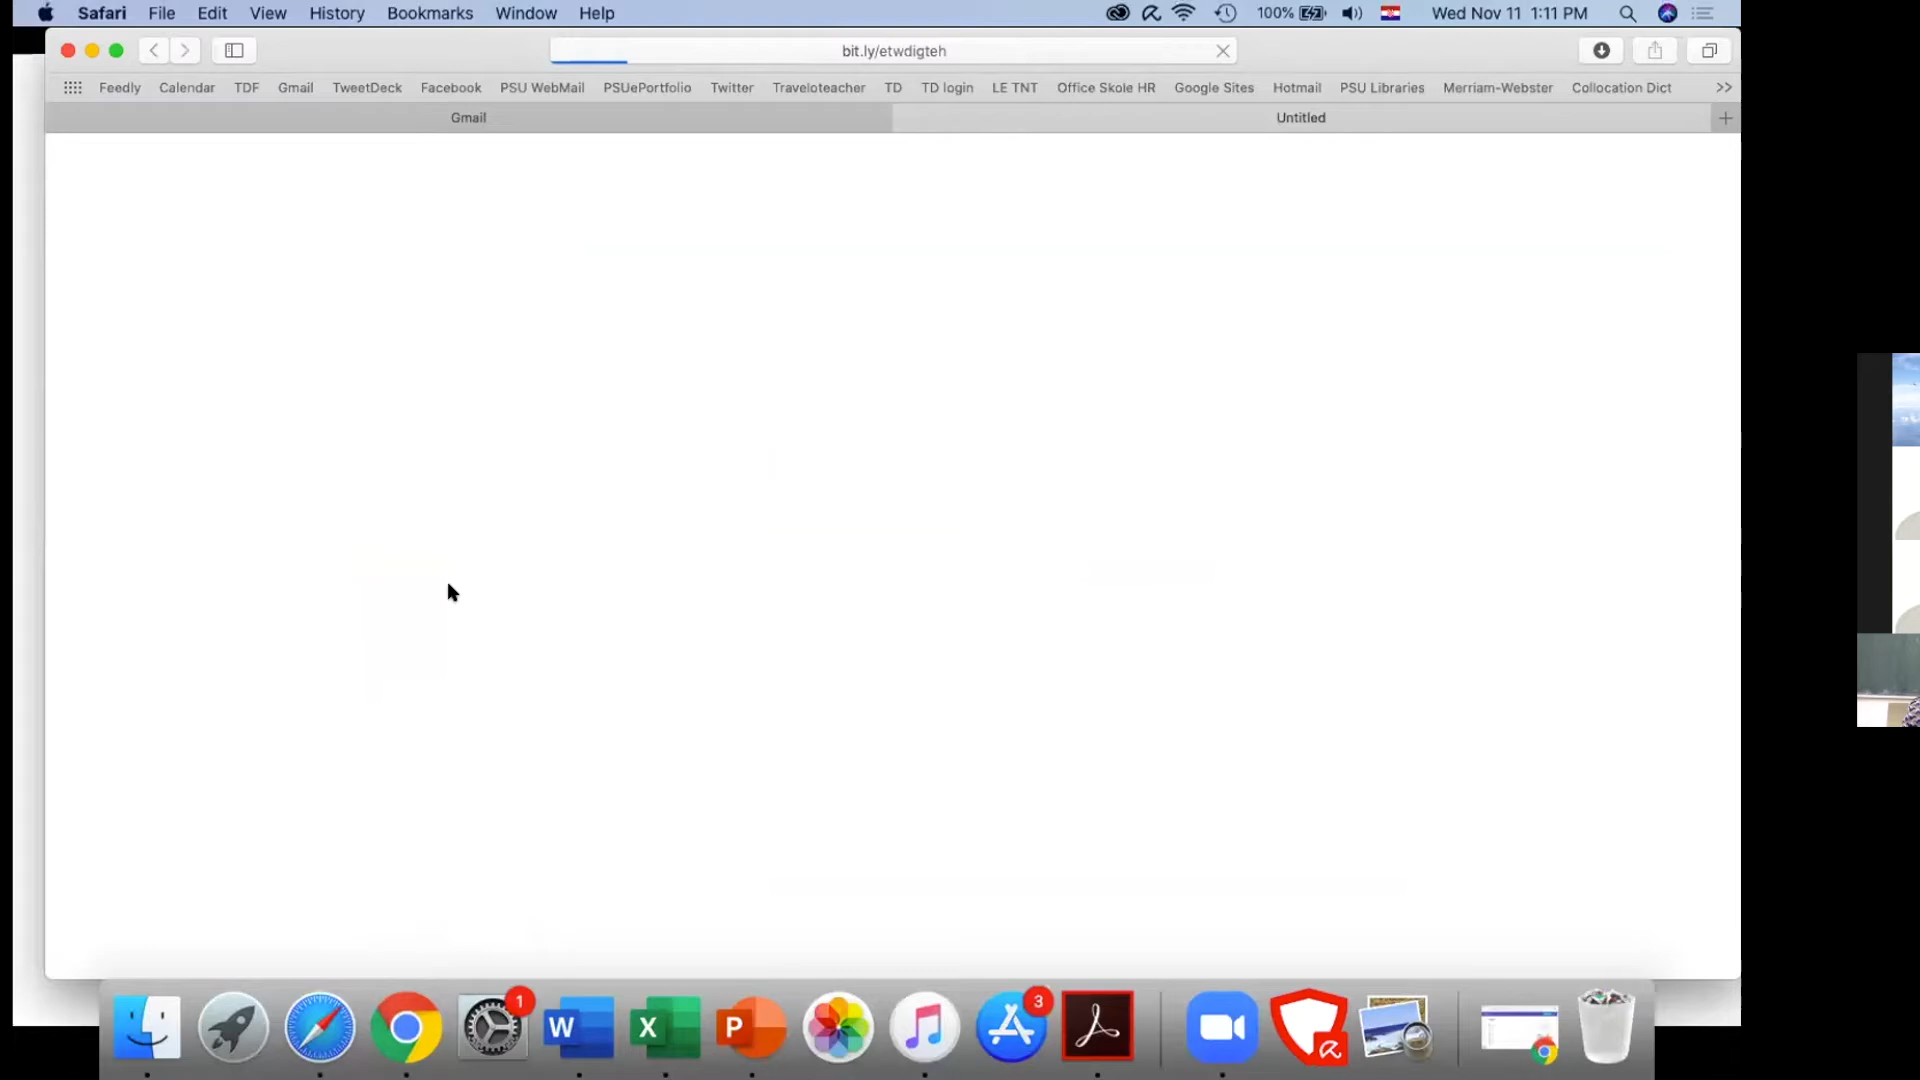 Safari File Edit View History Bookmarks Window Help 100% Wed Nov 11 1:11 PM
bit.ly/etwdigteh
Feedly Calendar TDF Gmail TweetDeck Facebook PSU WebMail PSUePortfolio Twitter Traveloteacher TD TD login LE TNT Office Skole HR Google Sites Hotmail PSU Libraries Merriam-Webster Collocation Dict >>
Gmail Untitled
1 3
W X P